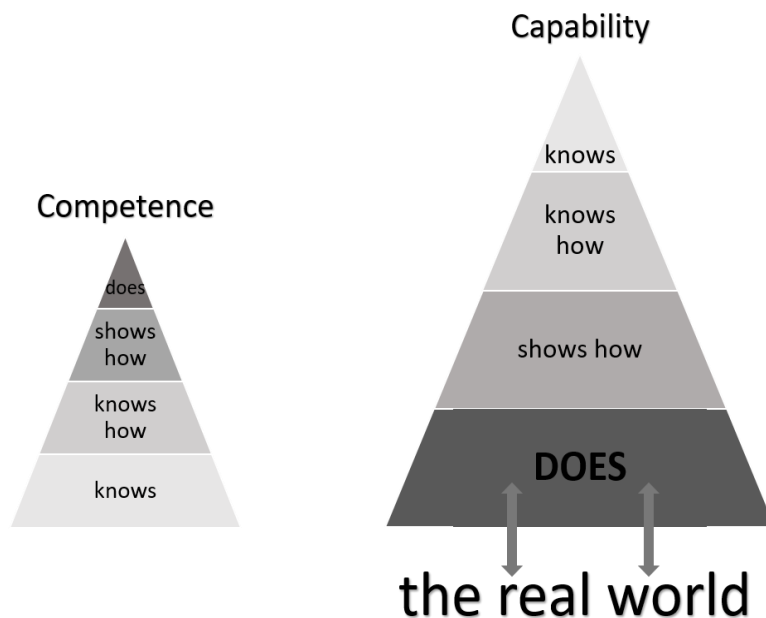 Competence
does
shows
how
knows
how
knows
Capability
knows
knows
how
shows how
DOES
the real world